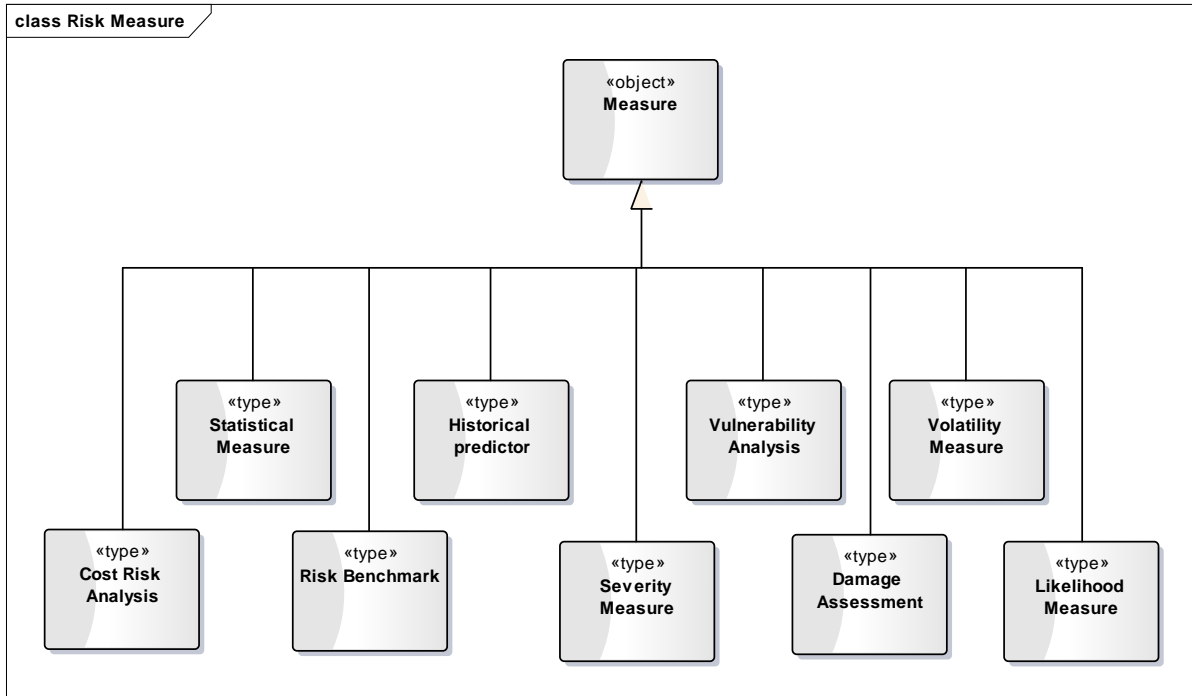 class Risk Measure
«object»
Measure
«type»
Statistical
Measure
«type»
Historical
predictor
«type»
Vulnerability
Analysis
«type»
Volatility
Measure
«type»
Cost Risk
Analysis
«type»
Risk Benchmark
«type»
Severity
Measure
«type»
Damage
Assessment
«type»
Likelihood
Measure